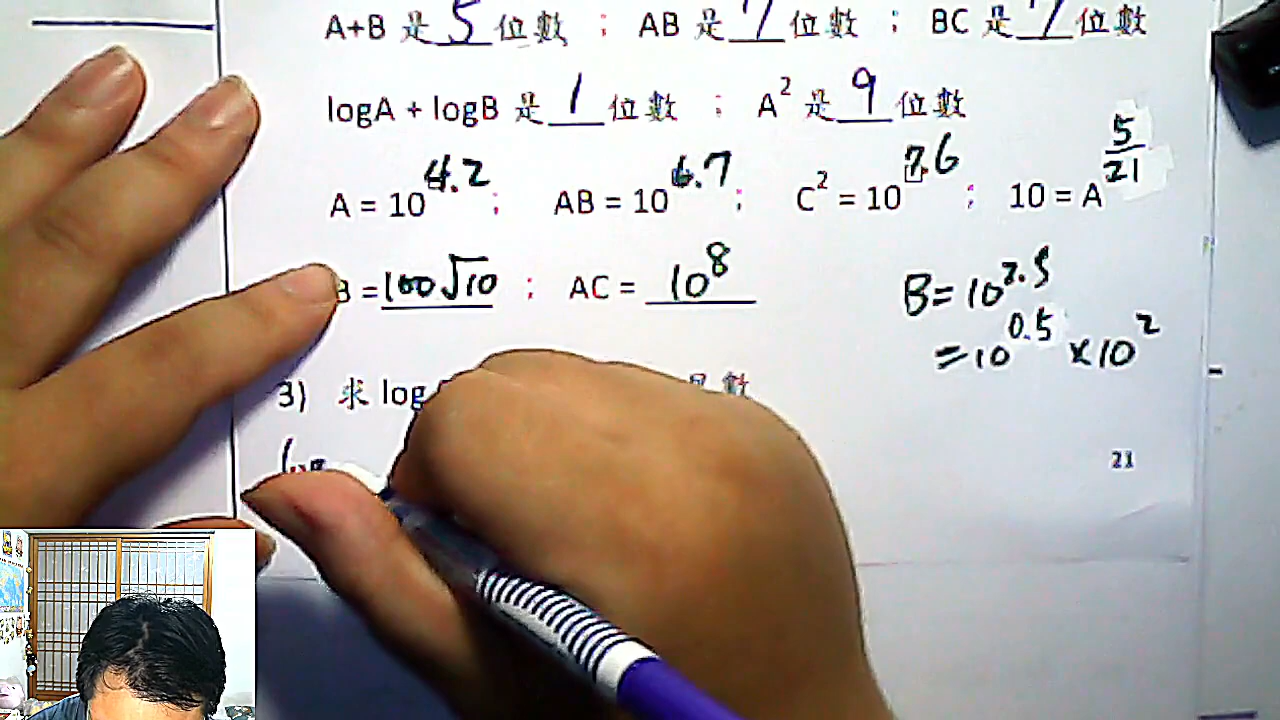 A+B 是 5 位數 ; AB 是 7 位數 ; BC 是 7 位數
logA + logB 是 1 位數 ; A² 是 9 位數
A = 10^4.2 ; AB = 10^6.7 ; C² = 10^7.6 ; 10 = A^(5/21)
B = 100√10 ; AC = 10^8
B = 10^2.5
= 10^0.5 × 10^2
3) 求 log
log
21